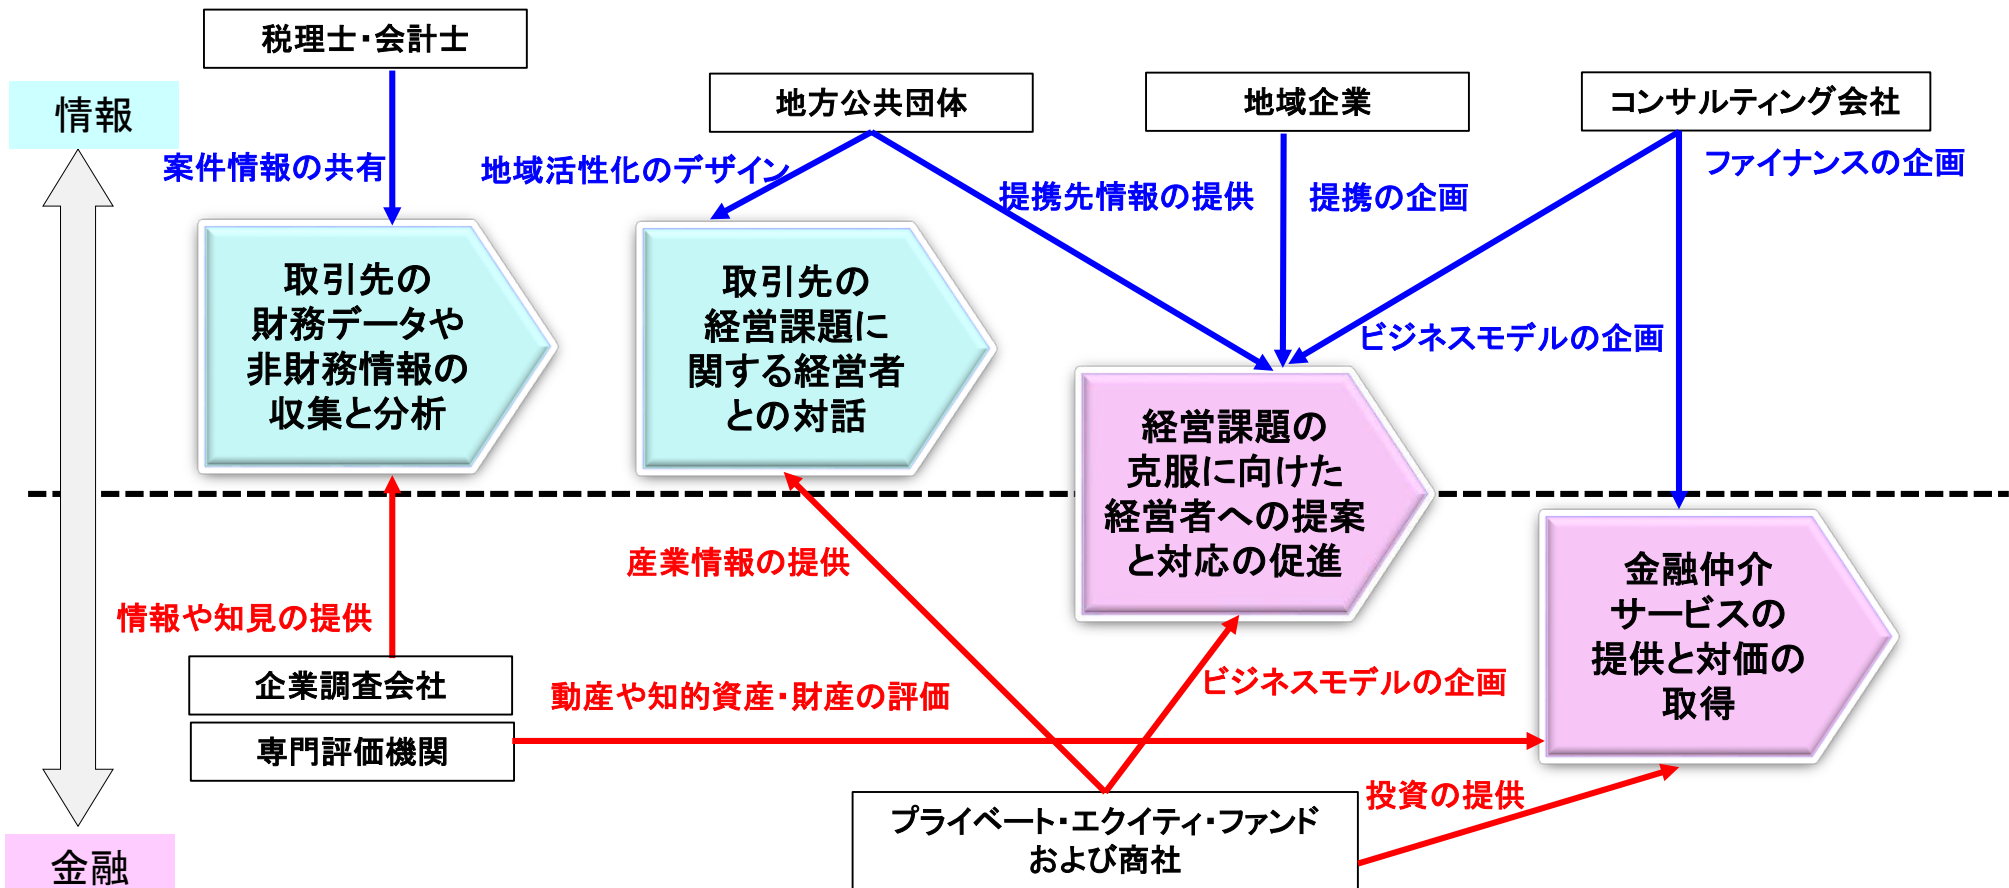 税理士・会計士
情報
地方公共団体
地域企業
コンサルティング会社
案件情報の共有
地域活性化のデザイン
提携先情報の提供
提携の企画
ファイナンスの企画
ビジネスモデルの企画
取引先の
財務データや
非財務情報の
収集と分析
取引先の
経営課題に
関する経営者
との対話
経営課題の
克服に向けた
経営者への提案
と対応の促進
金融仲介
サービスの
提供と対価の
取得
産業情報の提供
情報や知見の提供
企業調査会社
専門評価機関
動産や知的資産・財産の評価
ビジネスモデルの企画
投資の提供
プライベート・エクイティ・ファンド
および商社
金融